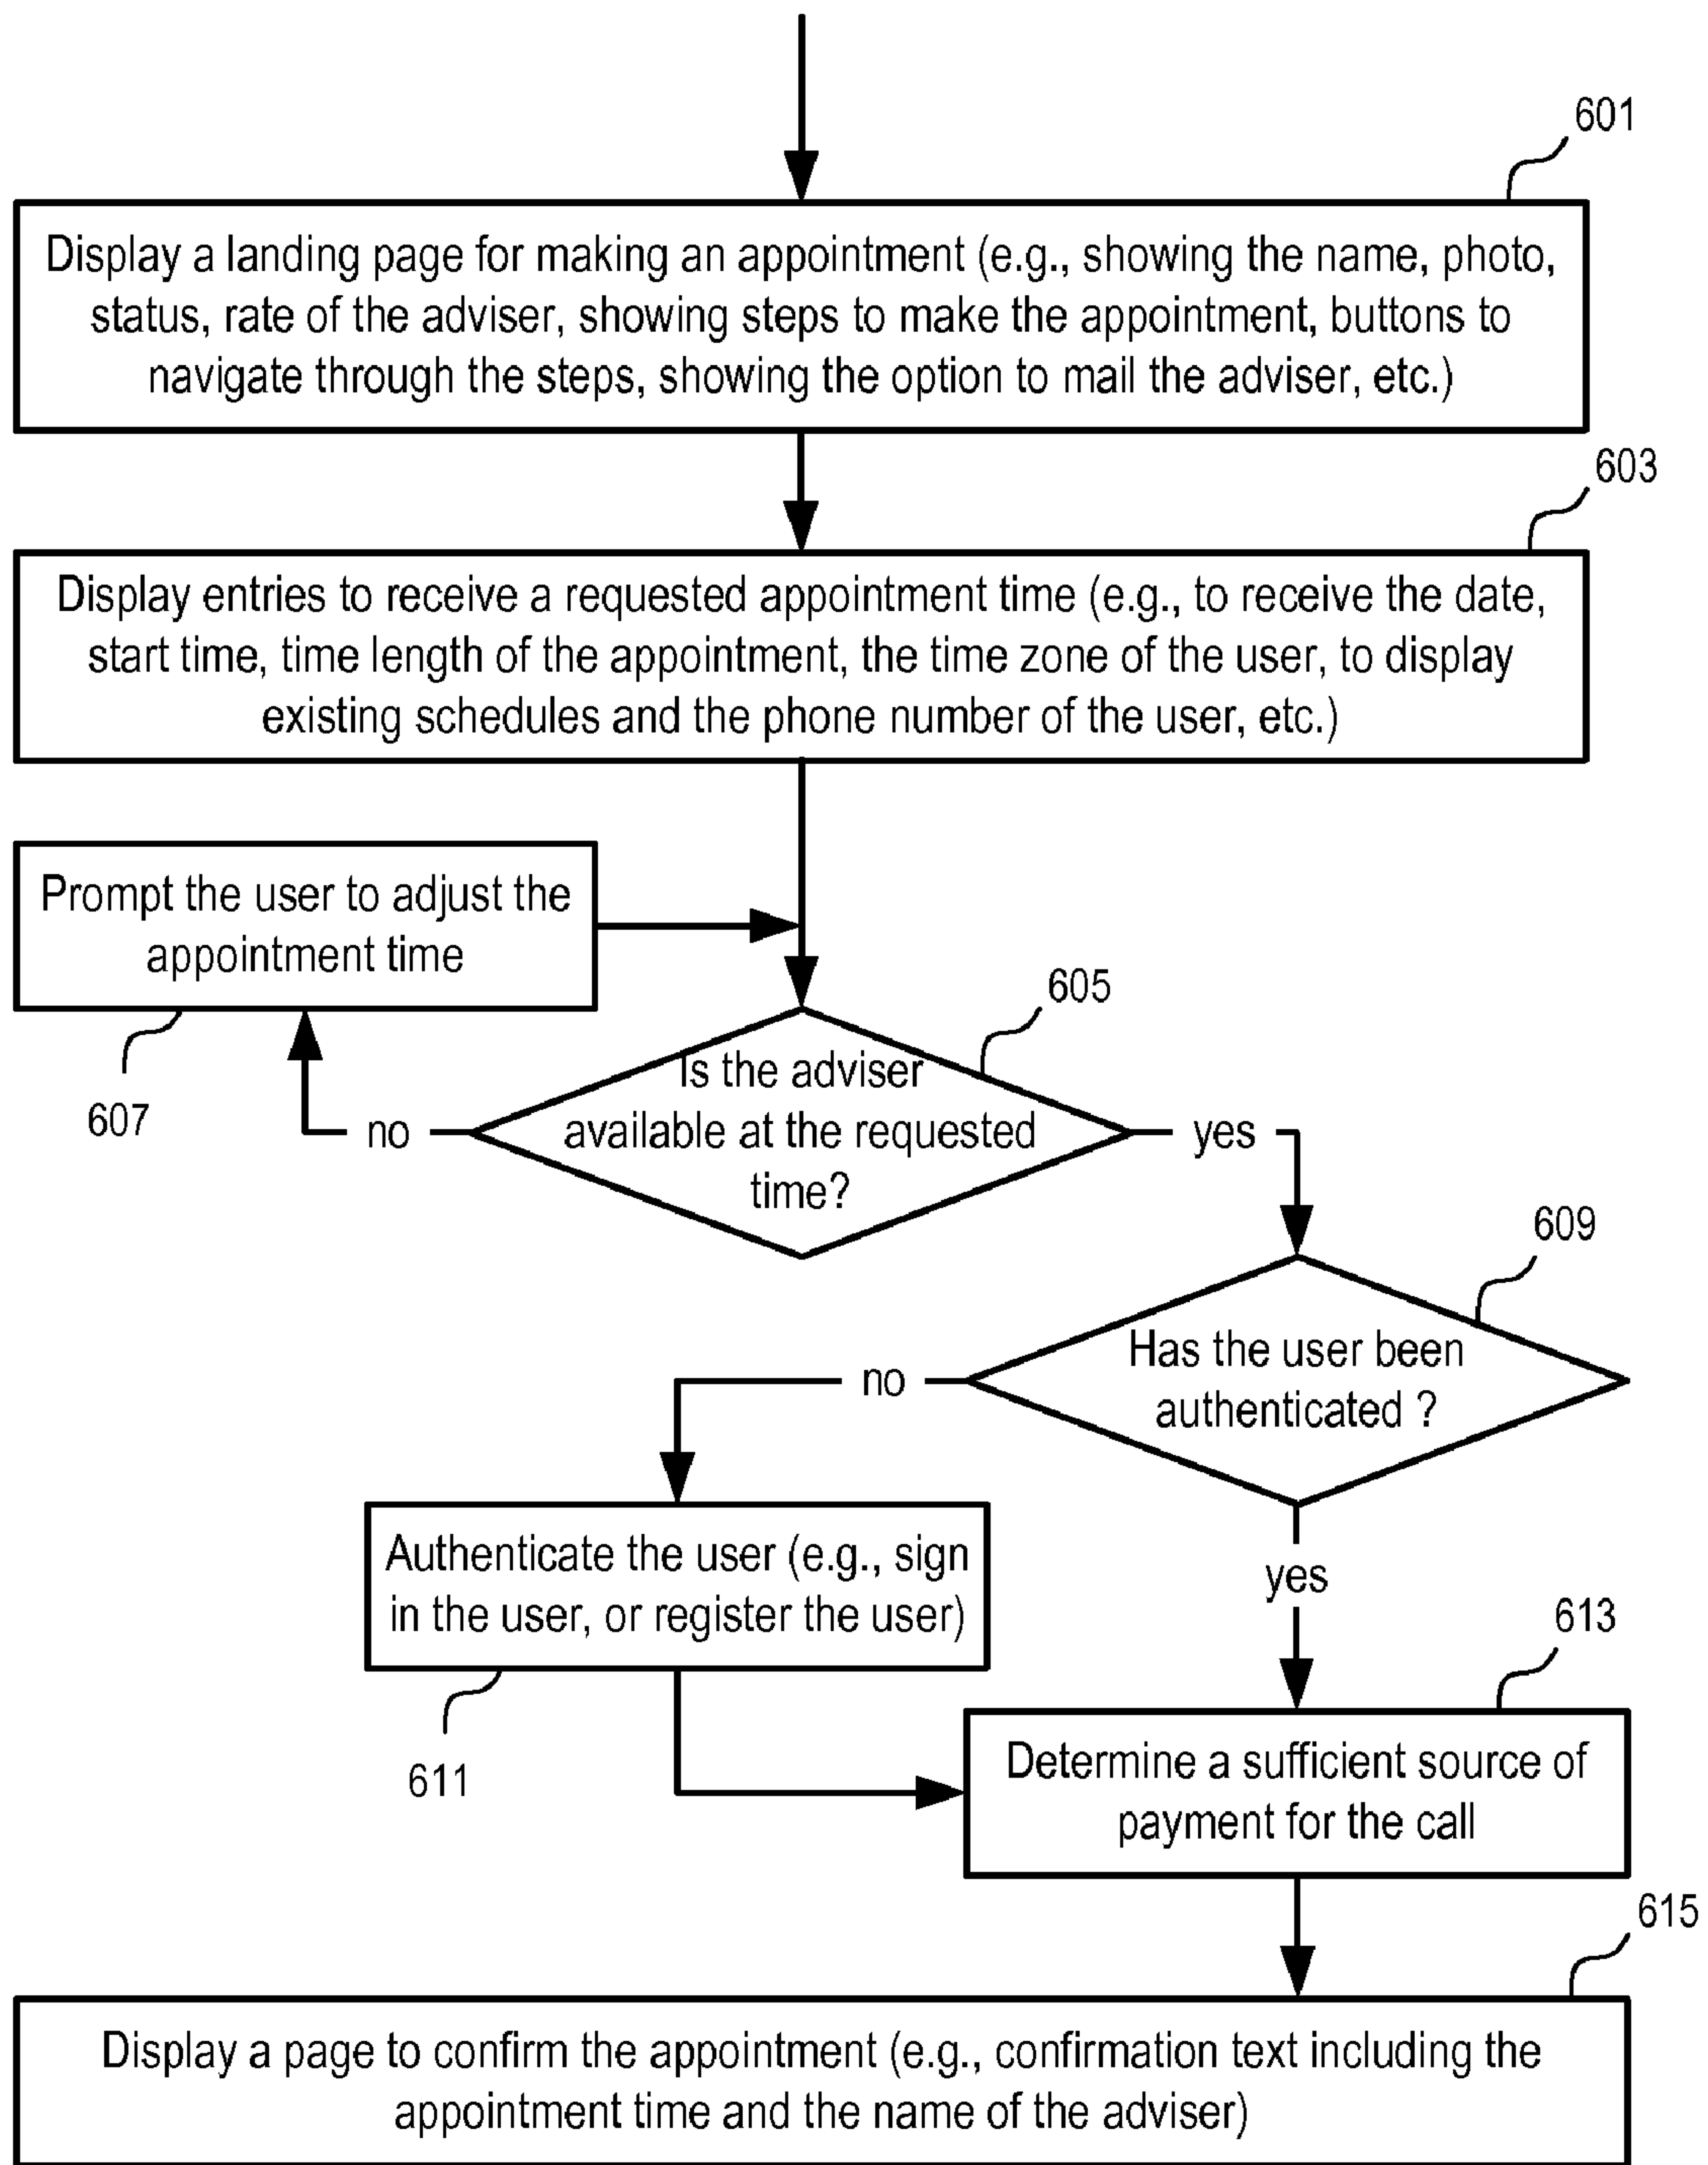 601
Display a landing page for making an appointment (e.g., showing the name, photo,
status, rate of the adviser, showing steps to make the appointment, buttons to
navigate through the steps, showing the option to mail the adviser, etc.)
603
Display entries to receive a requested appointment time (e.g., to receive the date,
start time, time length of the appointment, the time zone of the user, to display
existing schedules and the phone number of the user, etc.)
Prompt the user to adjust the
appointment time
607
605
Is the adviser
available at the requested
time?
no
yes
609
Has the user been
authenticated ?
no
yes
Authenticate the user (e.g., sign
in the user, or register the user)
611
613
Determine a sufficient source of
payment for the call
615
Display a page to confirm the appointment (e.g., confirmation text including the
appointment time and the name of the adviser)